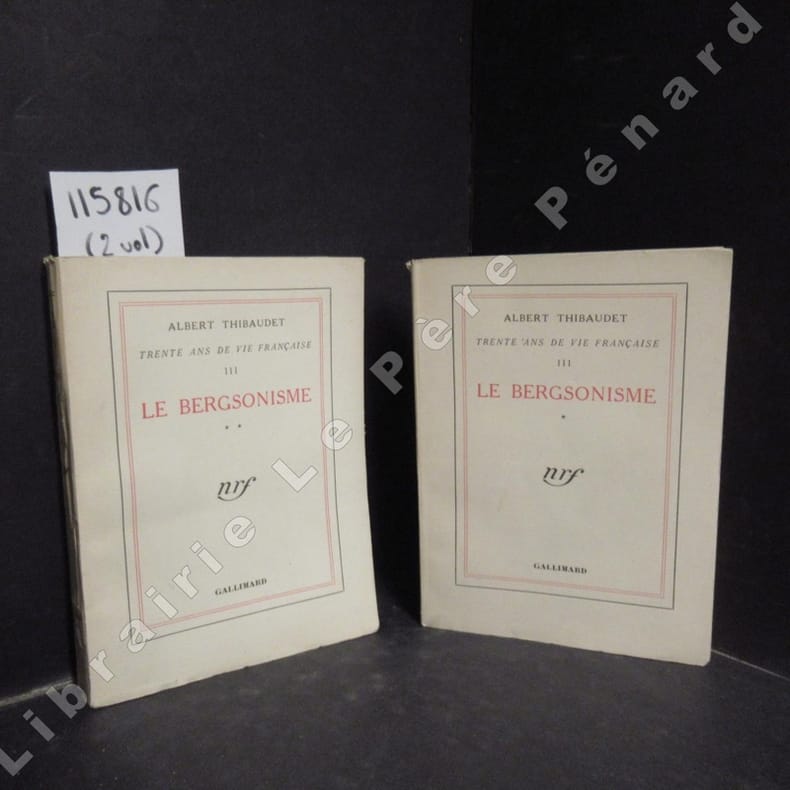 115816
(2 vol)
ALBERT THIBAUDET
TRENTE ANS DE VIE FRANÇAISE
III
LE BERGSONISME
* *
nrf
GALLIMARD
ALBERT THIBAUDET
TRENTE ANS DE VIE FRANÇAISE
III
LE BERGSONISME
*
nrf
GALLIMARD
Librairie Le Père Pénard